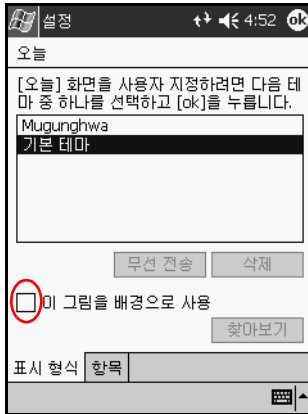 설정 4:52 ok
오늘
[오늘] 화면을 사용자 지정하려면 다음 테
마 중 하나를 선택하고 [ok]을 누릅니다.
Mugunghwa
기본 테마
무선 전송 삭제
이 그림을 배경으로 사용
찾아보기
표시 형식 항목